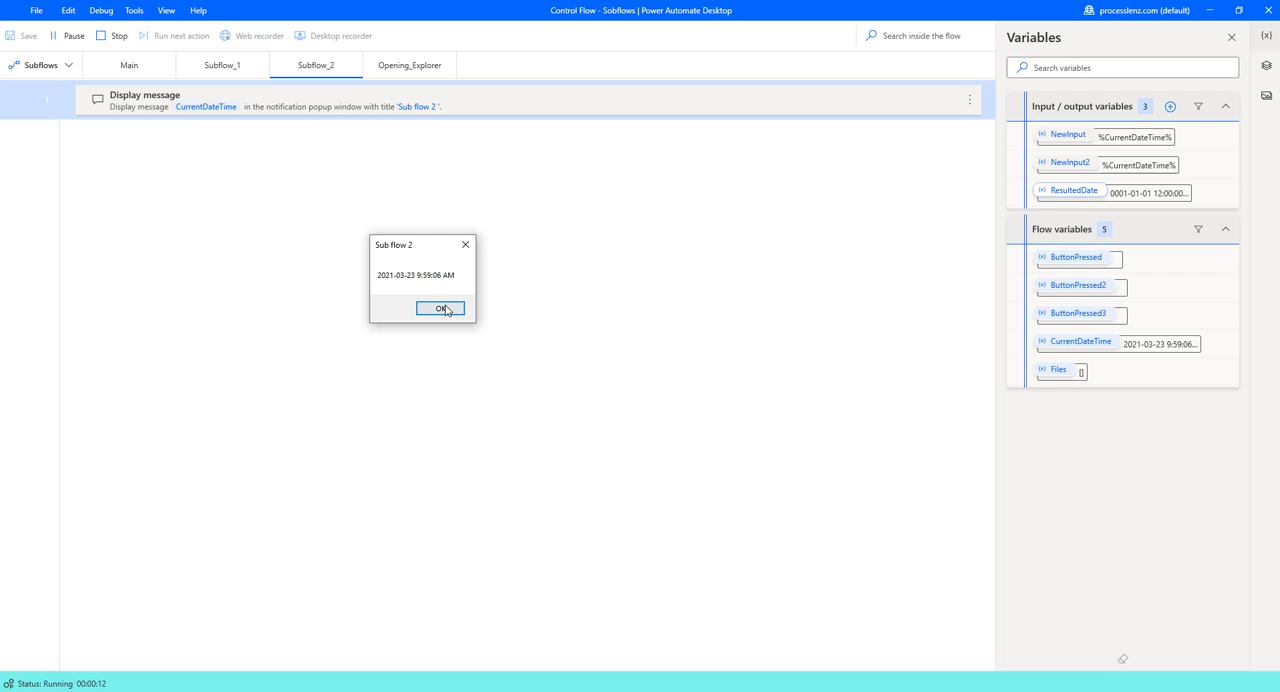 File Edit Debug Tools View Help Control Flow - Subflows | Power Automate Desktop processlenz.com (default)
Save Pause Stop Run next action Web recorder Desktop recorder Search inside the flow
Subflows Main Subflow_1 Subflow_2 Opening_Explorer
1 Display message
Display message CurrentDateTime in the notification popup window with title 'Sub flow 2 '.
Sub flow 2
2021-03-23 9:59:06 AM
OK
Variables
{x}
Search variables
Input / output variables 3
NewInput %CurrentDateTime%
NewInput2 %CurrentDateTime%
ResultedDate 0001-01-01 12:00:00...
Flow variables 5
ButtonPressed
ButtonPressed2
ButtonPressed3
CurrentDateTime 2021-03-23 9:59:06...
Files []
Status: Running 00:00:12